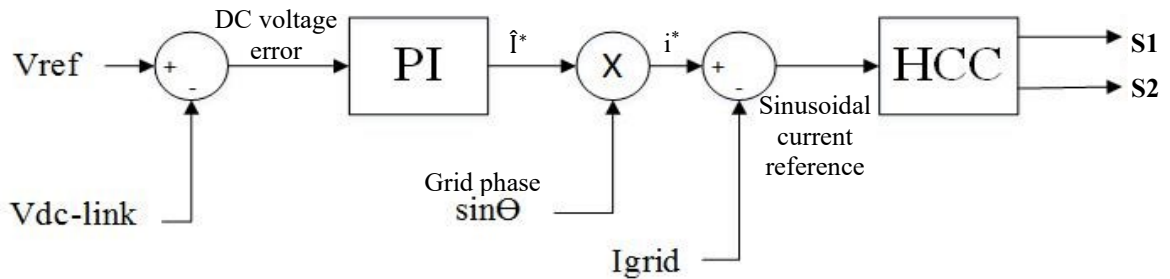 DC voltage
error
Vref
+
-
PI
Î*
X
i*
+
-
HCC
S1
S2
Sinusoidal
current
reference
Grid phase
sinΘ
Vdc-link
Igrid